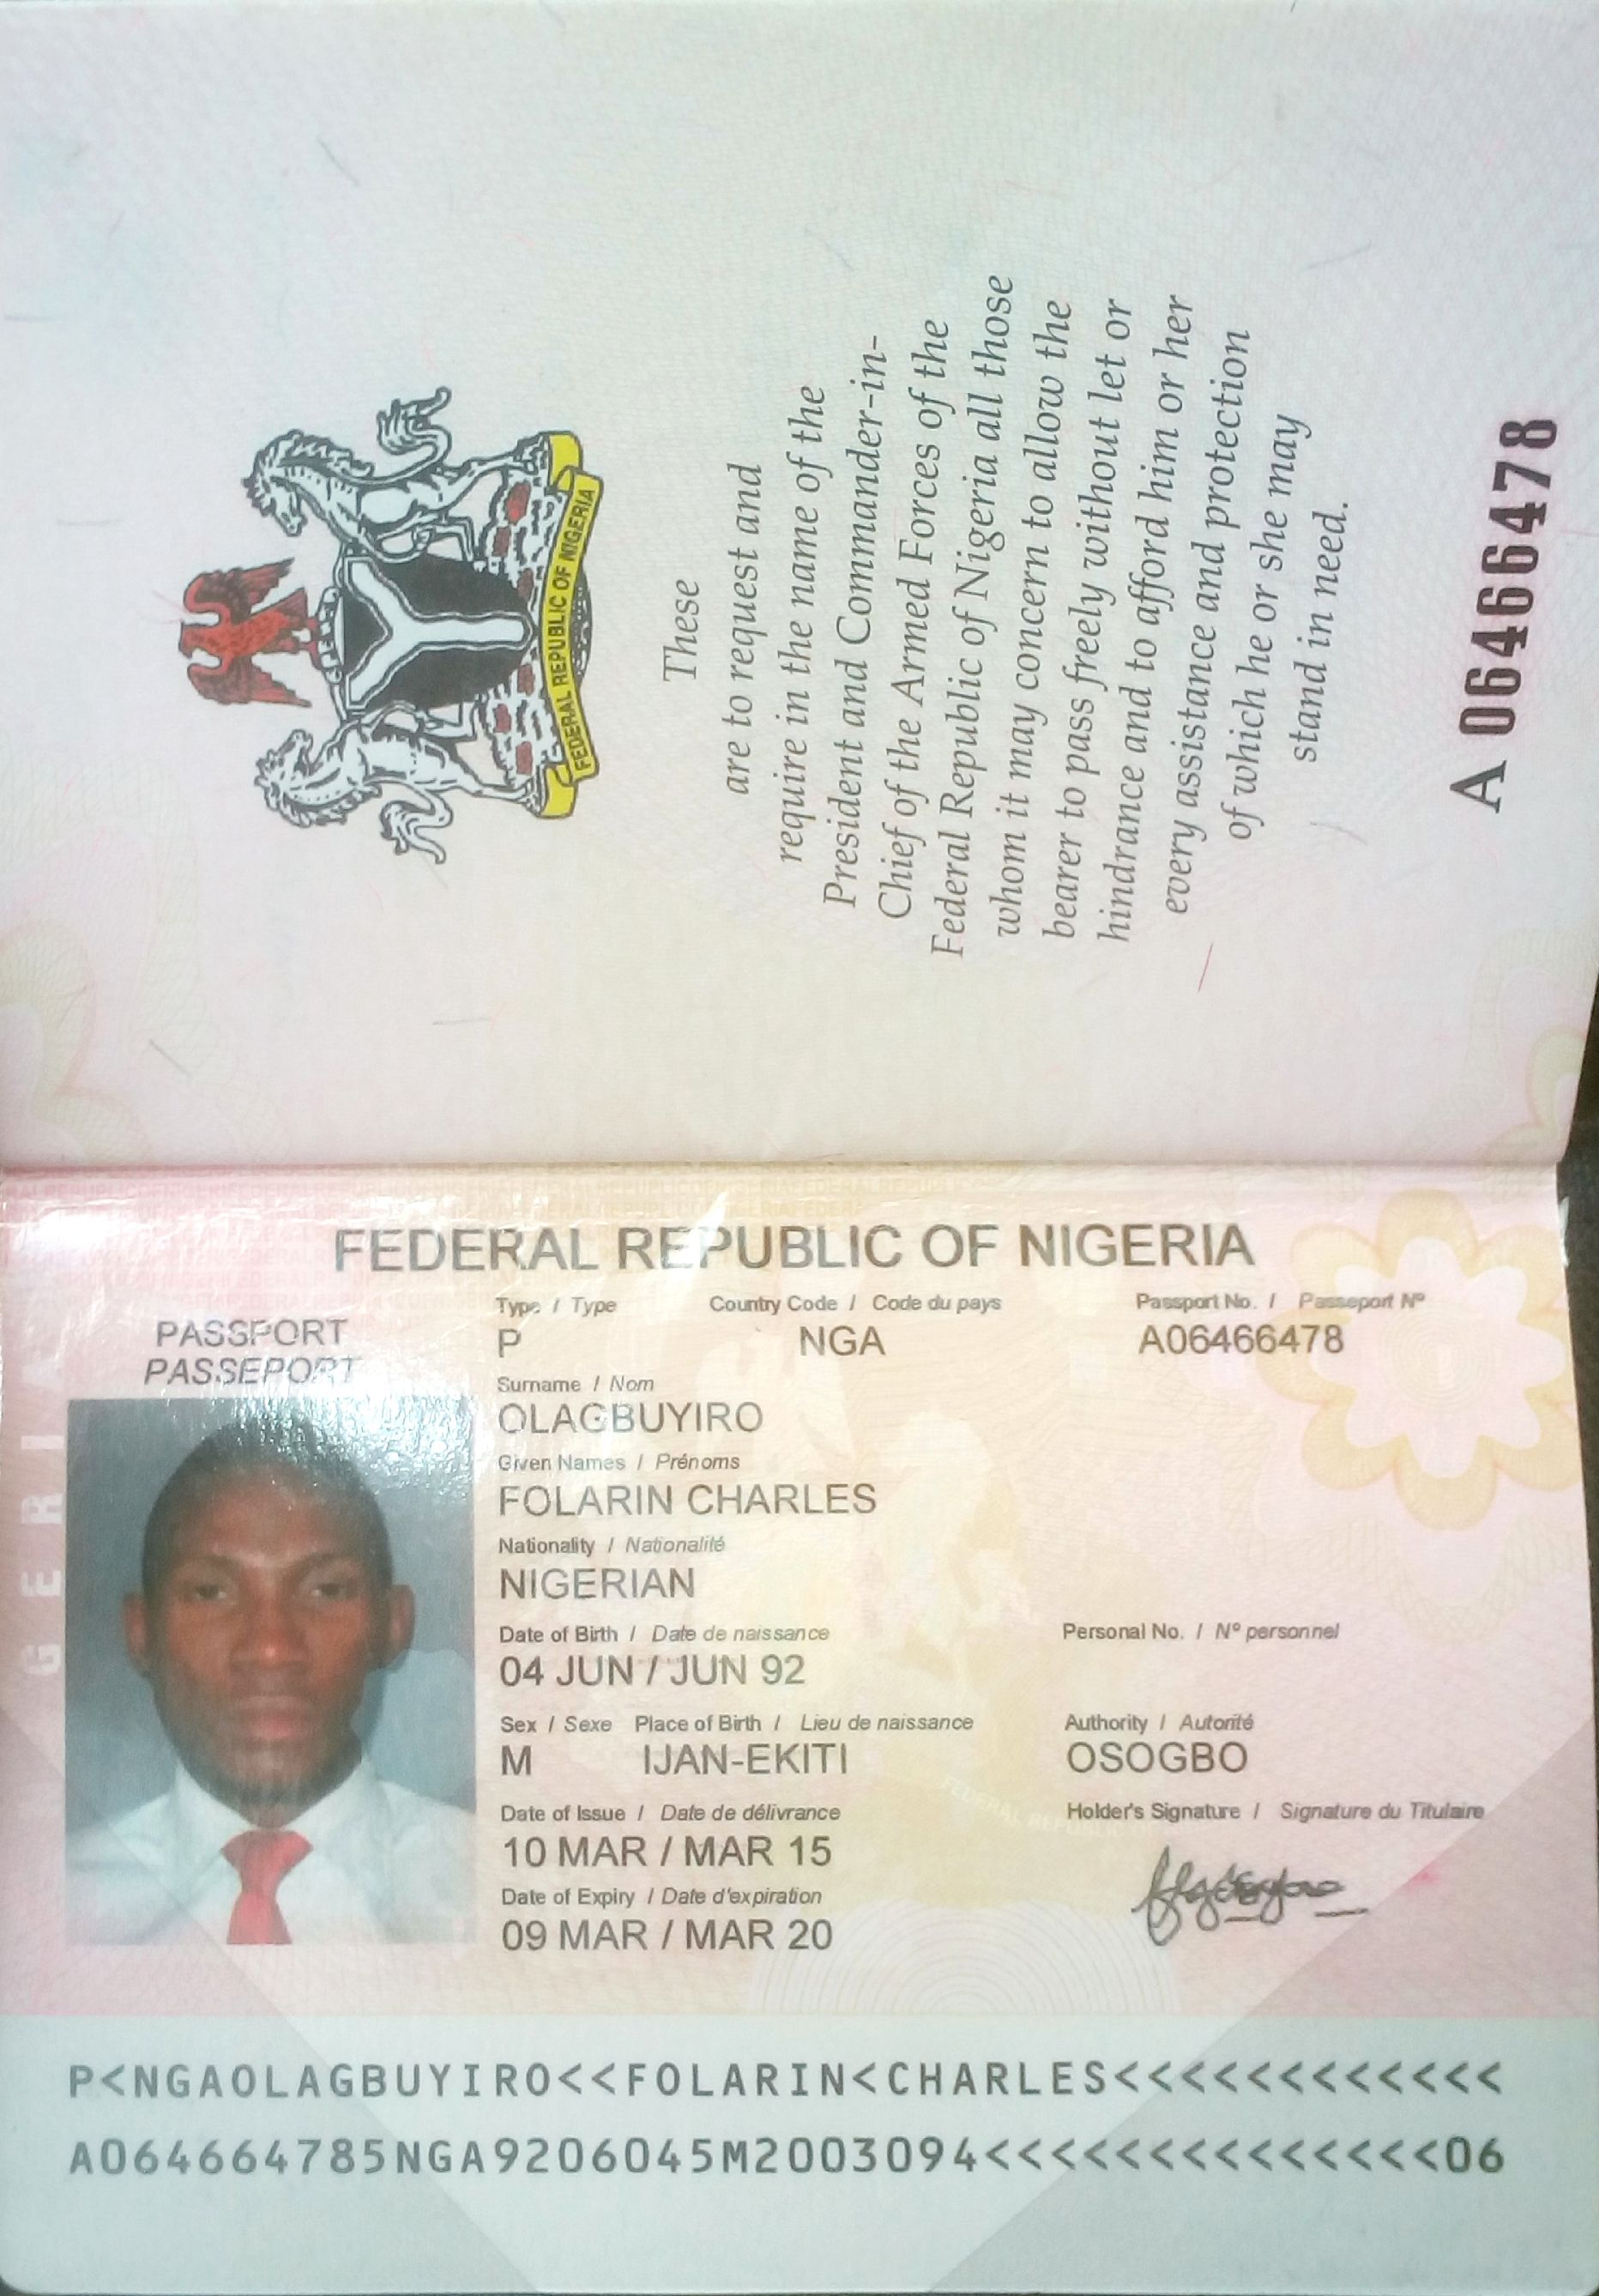 FEDERAL REPUBLIC OF NIGERIA
These
are to request and
require in the name of the
President and Commander-in-
Chief of the Armed Forces of the
Federal Republic of Nigeria all those
whom it may concern to allow the
bearer to pass freely without let or
hindrance and to afford him or her
every assistance and protection
of which he or she may
stand in need.
A 06466478
FEDERAL REPUBLIC OF NIGERIA
PASSPORT
PASSEPORT
Type / Type Country Code / Code du pays Passport No. / Passeport Nº
P NGA A06466478
Surname / Nom
OLAGBUYIRO
Given Names / Prénoms
FOLARIN CHARLES
Nationality / Nationalité
NIGERIAN
Date of Birth / Date de naissance Personal No. / Nº personnel
04 JUN / JUN 92
Sex / Sexe Place of Birth / Lieu de naissance Authority / Autorité
M IJAN-EKITI OSOGBO
Date of Issue / Date de délivrance Holder's Signature / Signature du Titulaire
10 MAR / MAR 15
Date of Expiry / Date d'expiration
09 MAR / MAR 20
P<NGAOLAGBUYIRO<<FOLARIN<CHARLES<<<<<<<<<<<<
A064664785NGA9206045M2003094<<<<<<<<<<<<<<06